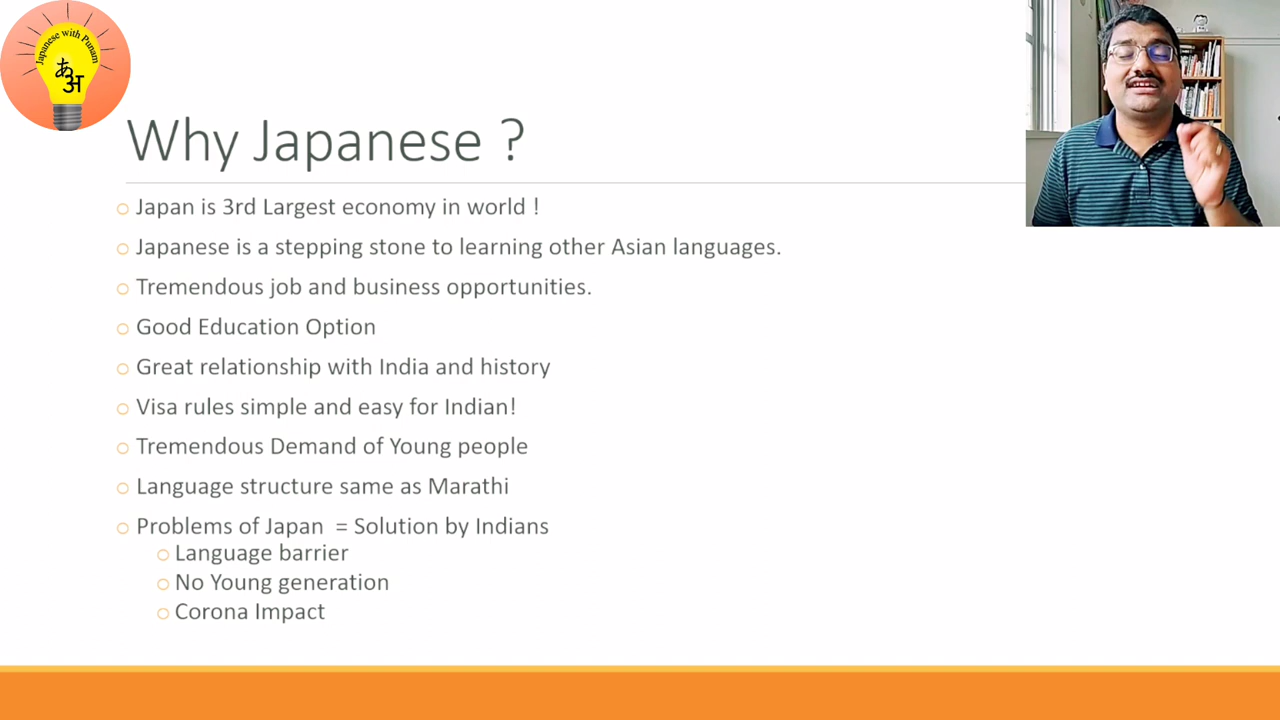 Japanese with Punam
あ
अ
Why Japanese ?
Japan is 3rd Largest economy in world !
Japanese is a stepping stone to learning other Asian languages.
Tremendous job and business opportunities.
Good Education Option
Great relationship with India and history
Visa rules simple and easy for Indian!
Tremendous Demand of Young people
Language structure same as Marathi
Problems of Japan = Solution by Indians
Language barrier
No Young generation
Corona Impact